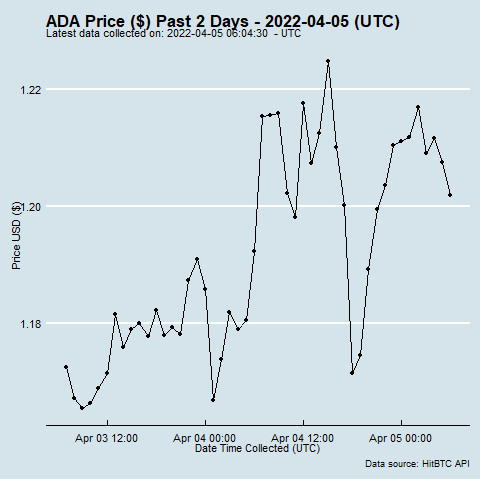 ADA Price ($) Past 2 Days - 2022-04-05 (UTC)
Latest data collected on: 2022-04-05 06:04:30  - UTC
1.22
1.20
1.18
Price USD ($)
Apr 03 12:00
Apr 04 00:00
Apr 04 12:00
Apr 05 00:00
Date Time Collected (UTC)
Data source: HitBTC API